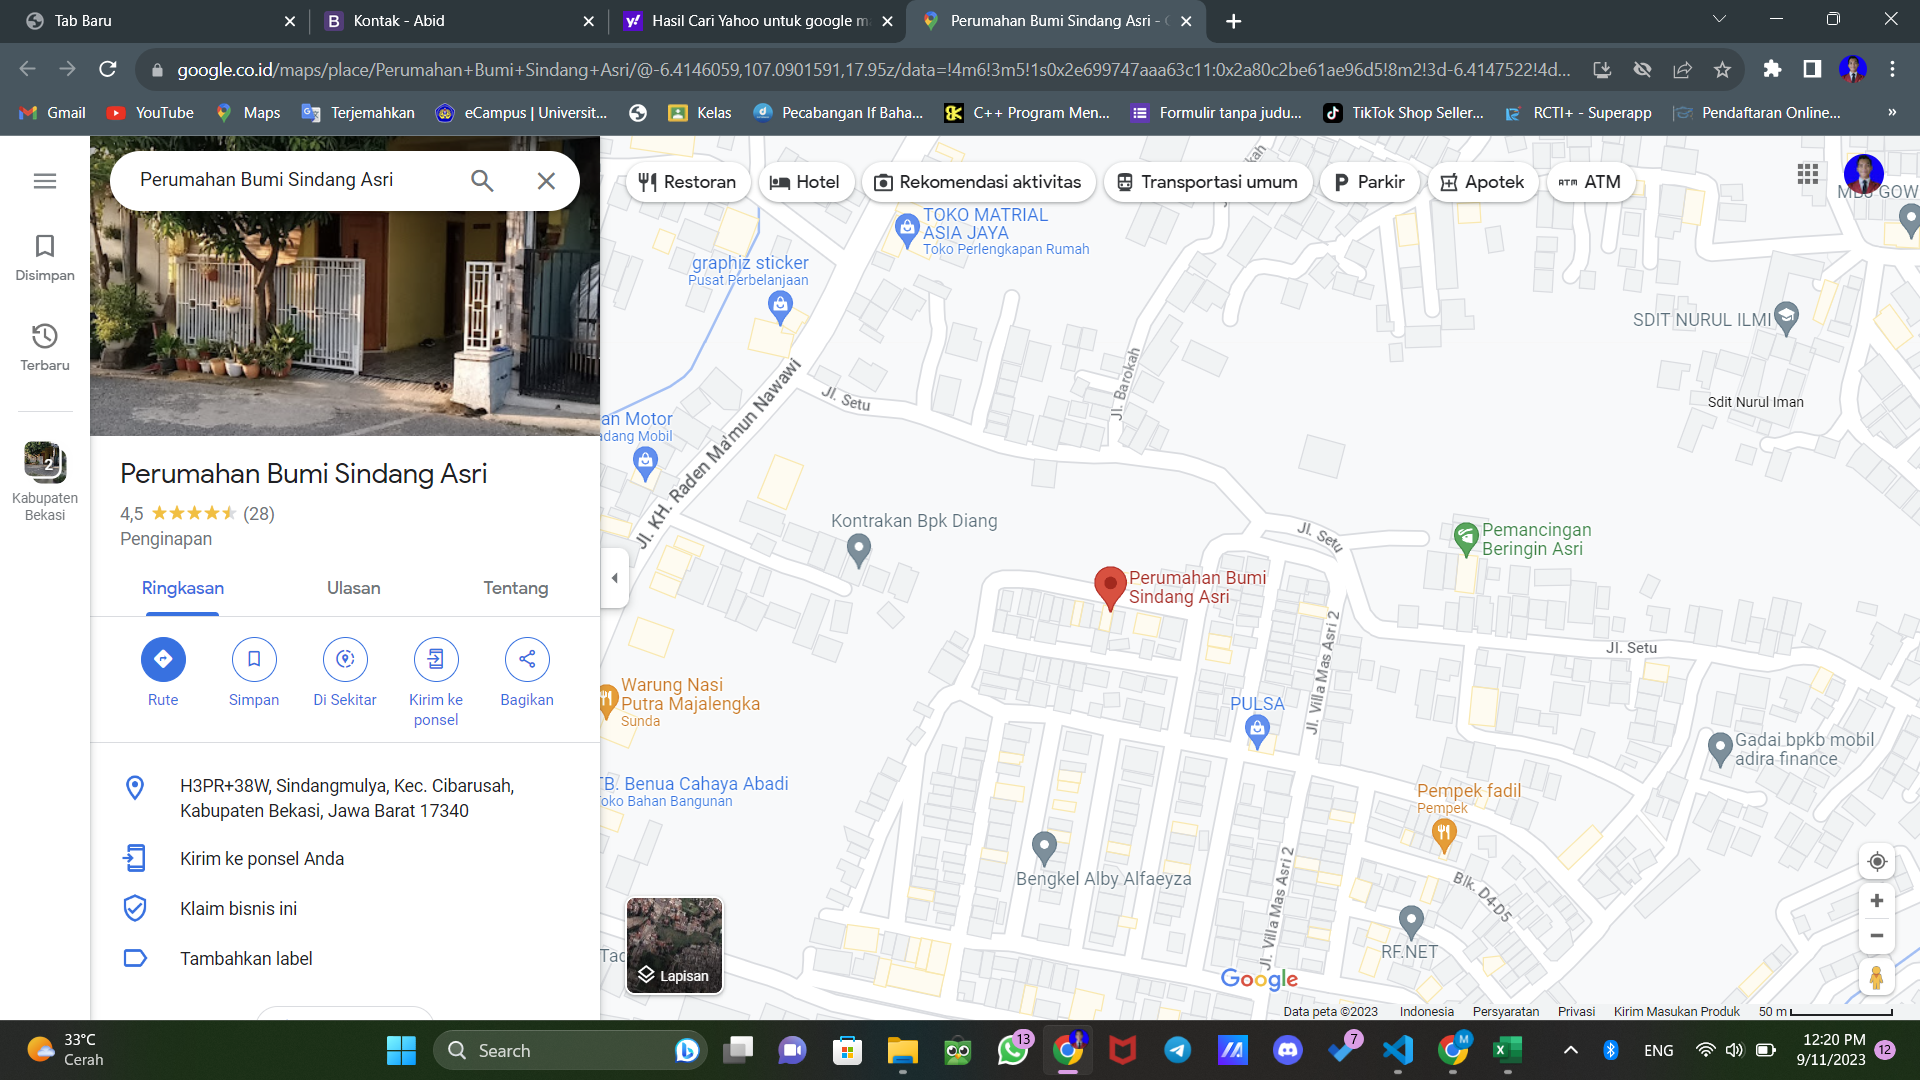 Tab Baru
Kontak - Abid
Hasil Cari Yahoo untuk google m
Perumahan Bumi Sindang Asri -
google.co.id/maps/place/Perumahan+Bumi+Sindang+Asri/@-6.4146059,107.0901591,17.95z/data=!4m6!3m5!1s0x2e699747aaa63c11:0x2a80c2be61ae96d5!8m2!3d-6.4147522!4d...
Gmail
YouTube
Maps
Terjemahkan
eCampus | Universit...
Kelas
Pecabangan If Baha...
C++ Program Men...
Formulir tanpa judu...
TikTok Shop Seller...
RCTI+ - Superapp
Pendaftaran Online...
»
Perumahan Bumi Sindang Asri
Disimpan
Terbaru
2
Kabupaten
Bekasi
Perumahan Bumi Sindang Asri
4,5 (28)
Penginapan
Ringkasan
Ulasan
Tentang
Rute
Simpan
Di Sekitar
Kirim ke
ponsel
Bagikan
H3PR+38W, Sindangmulya, Kec. Cibarusah,
Kabupaten Bekasi, Jawa Barat 17340
Kirim ke ponsel Anda
Klaim bisnis ini
Tambahkan label
Restoran
Hotel
Rekomendasi aktivitas
Transportasi umum
Parkir
Apotek
ATM ATM
TOKO MATRIAL
ASIA JAYA
Toko Perlengkapan Rumah
graphiz sticker
Pusat Perbelanjaan
SDIT NURUL ILMI
Sdit Nurul Iman
Jl. Barokah
Jl. Setu
an Motor
adang Mobil
Jl. KH. Raden Ma'mun Nawawi
Kontrakan Bpk Diang
Jl. Setu
Pemancingan
Beringin Asri
Perumahan Bumi
Sindang Asri
Jl. Villa Mas Asri 2
Jl. Setu
Warung Nasi
Putra Majalengka
Sunda
PULSA
Gadai bpkb mobil
adira finance
TB. Benua Cahaya Abadi
Toko Bahan Bangunan
Pempek fadil
Pempek
Bengkel Alby Alfaeyza
Jl. Villa Mas Asri 2
Blk. D4-D5
RF.NET
Lapisan
Google
Data peta ©2023
Indonesia
Persyaratan
Privasi
Kirim Masukan Produk
50 m
33°C
Cerah
Search
13
7
M
ENG
12:20 PM
9/11/2023
12